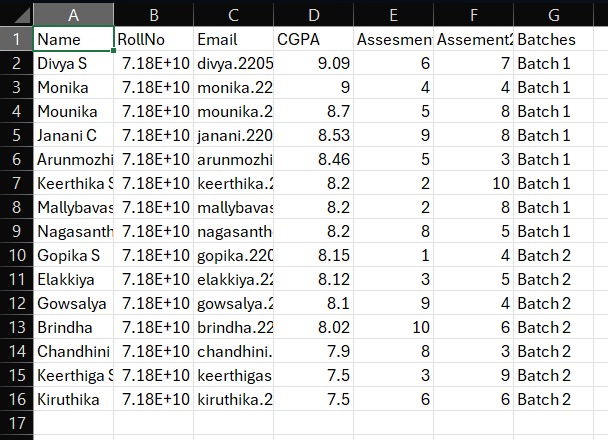 A B C D E F G
1 Name RollNo Email CGPA Assesment Assement2 Batches
2 Divya S 7.18E+10 divya.2205 9.09 6 7 Batch 1
3 Monika 7.18E+10 monika.22 9 4 4 Batch 1
4 Mounika 7.18E+10 mounika.2 8.7 5 8 Batch 1
5 Janani C 7.18E+10 janani.220 8.53 9 8 Batch 1
6 Arunmozhi 7.18E+10 arunmozhi 8.46 5 3 Batch 1
7 Keerthika S 7.18E+10 keerthika.2 8.2 2 10 Batch 1
8 Mallybavas 7.18E+10 mallybavas 8.2 2 8 Batch 1
9 Nagasanth 7.18E+10 nagasanth 8.2 8 5 Batch 1
10 Gopika S 7.18E+10 gopika.220 8.15 1 4 Batch 2
11 Elakkiya 7.18E+10 elakkiya.22 8.12 3 5 Batch 2
12 Gowsalya 7.18E+10 gowsalya.2 8.1 9 4 Batch 2
13 Brindha 7.18E+10 brindha.22 8.02 10 6 Batch 2
14 Chandhini 7.18E+10 chandhini. 7.9 8 3 Batch 2
15 Keerthiga S 7.18E+10 keerthigas 7.5 3 9 Batch 2
16 Kiruthika 7.18E+10 kiruthika.2 7.5 6 6 Batch 2
17